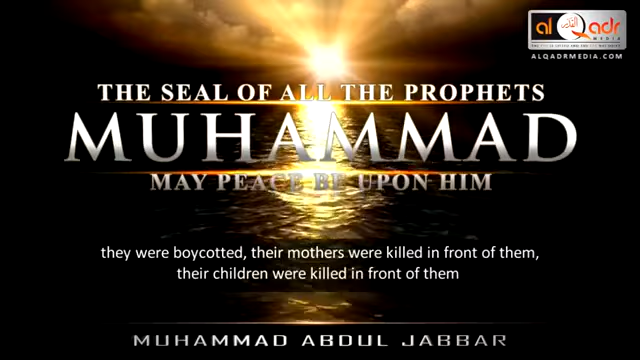 al Qadr
MEDIA
ALQADRMEDIA.COM
THE SEAL OF ALL THE PROPHETS
MUHAMMAD
MAY PEACE BE UPON HIM
they were boycotted, their mothers were killed in front of them,
their children were killed in front of them
MUHAMMAD ABDUL JABBAR